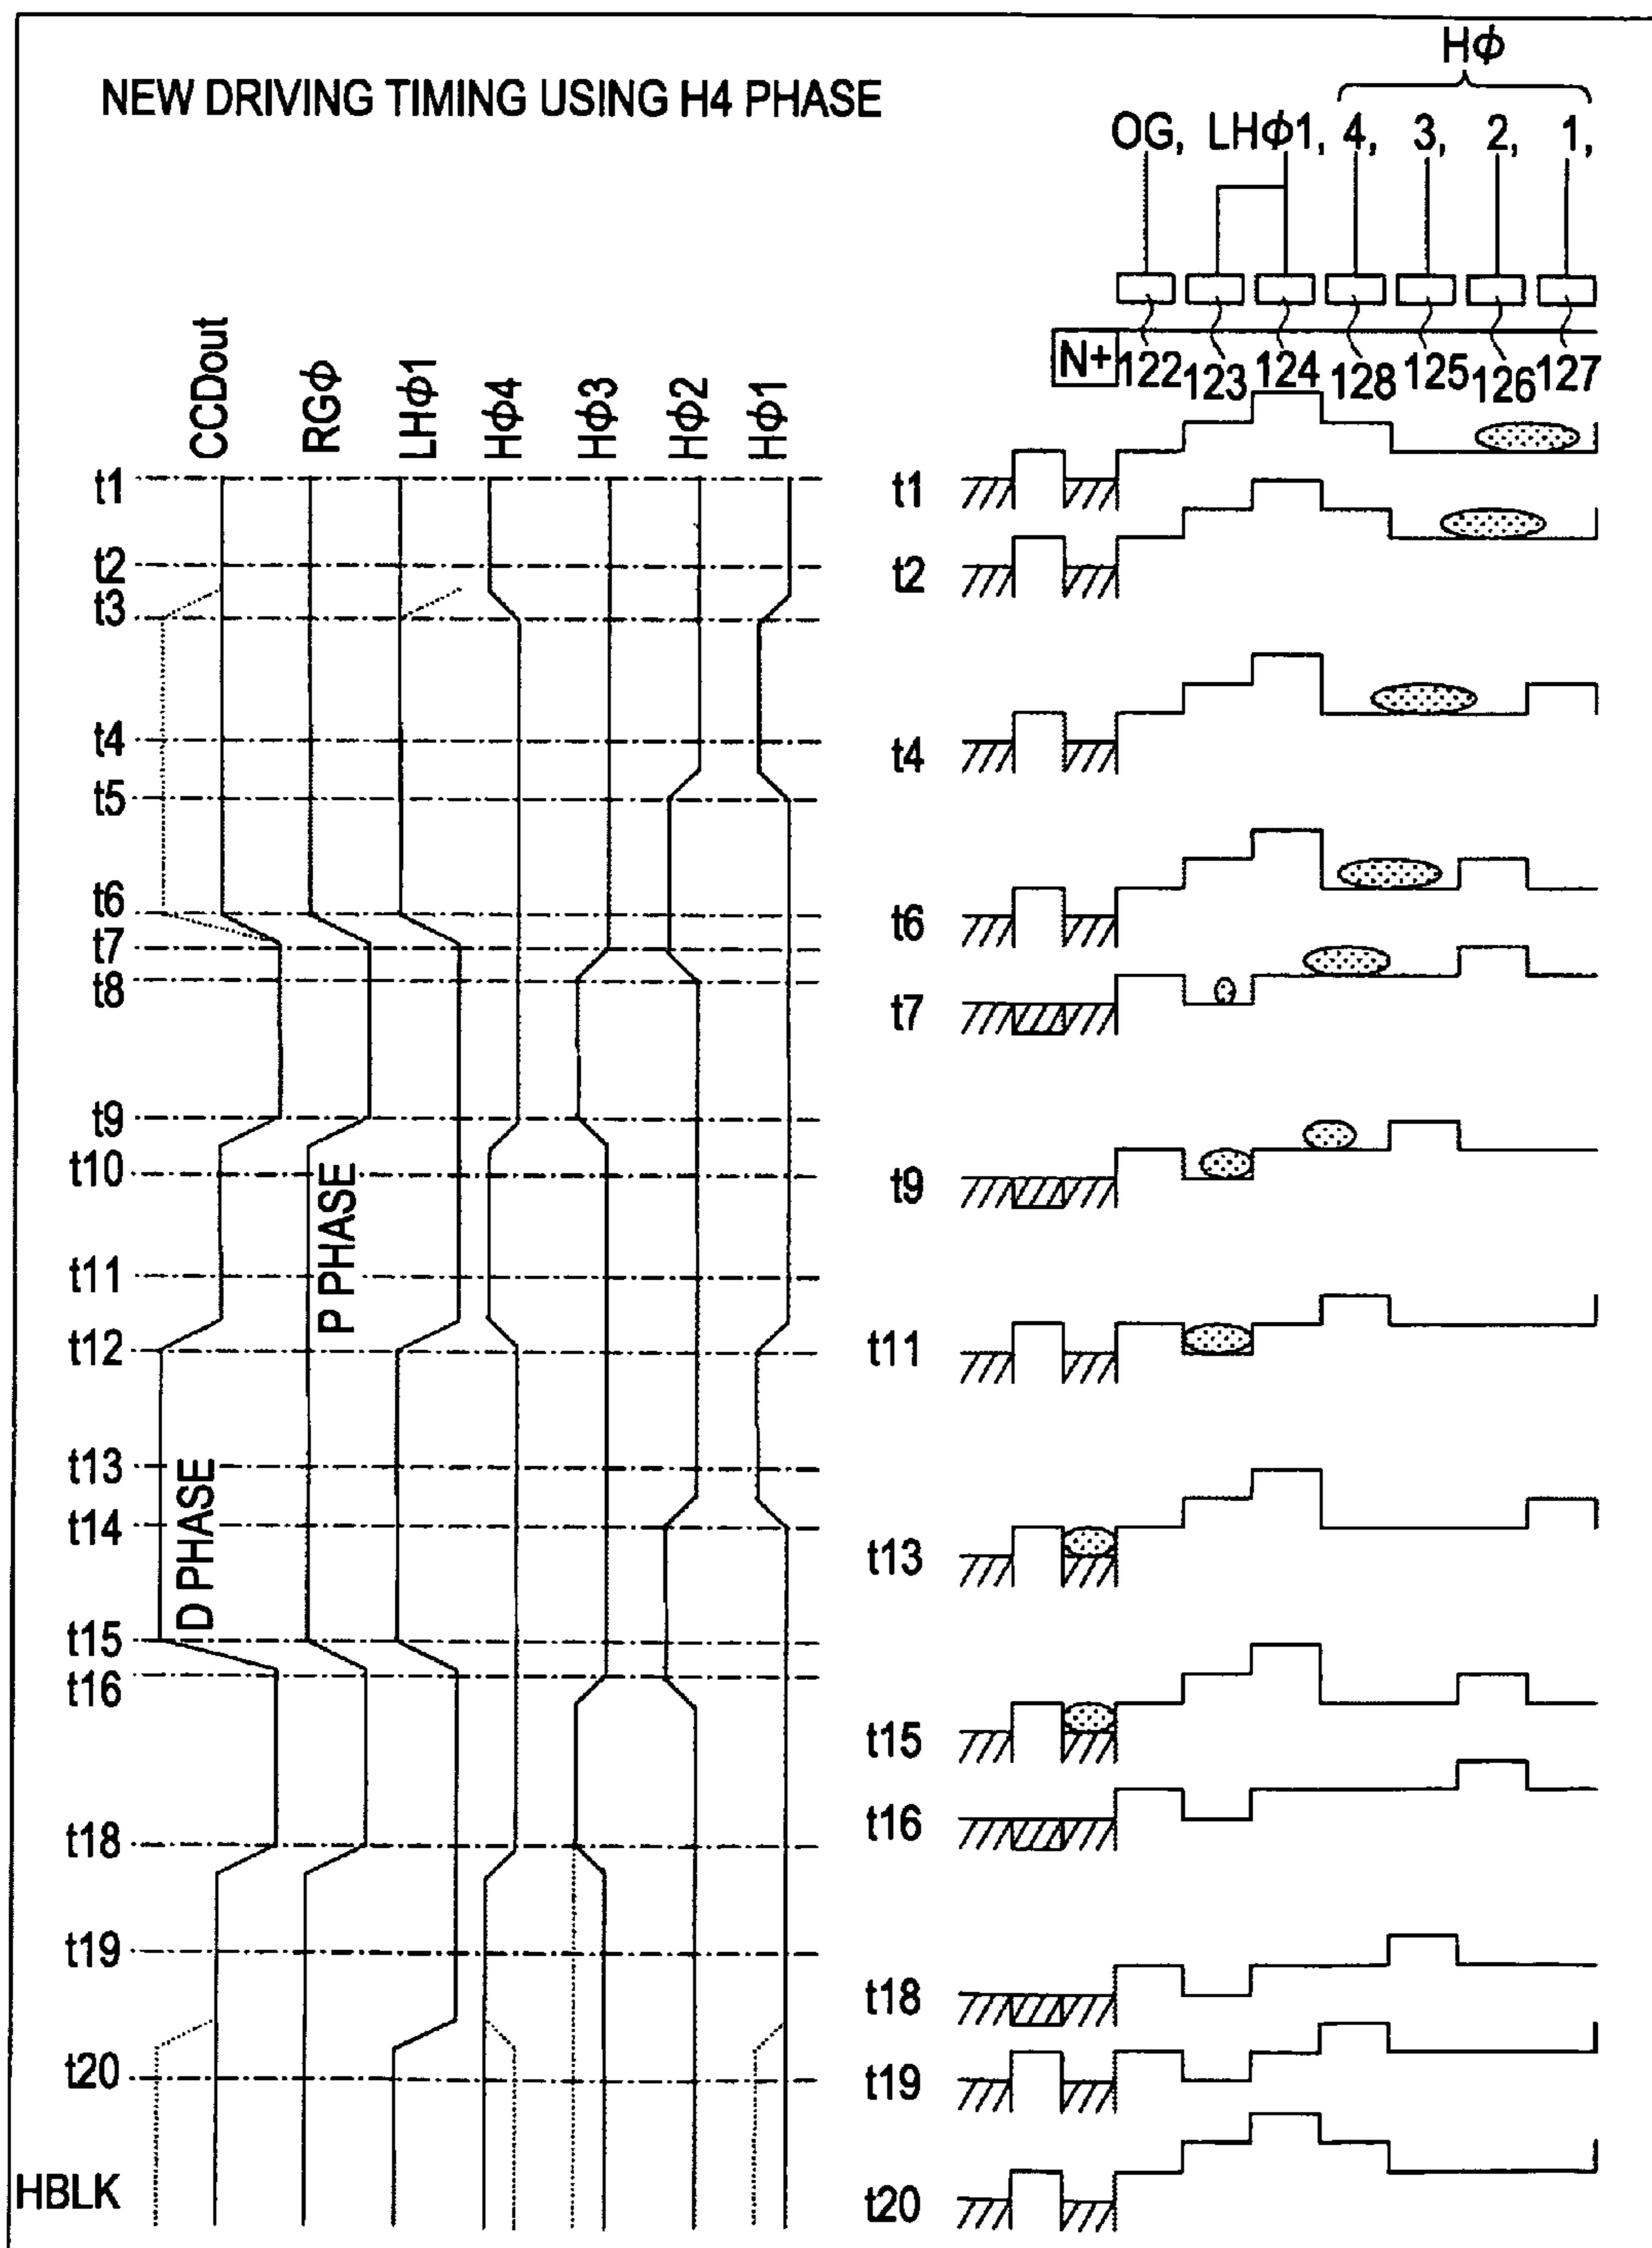 NEW DRIVING TIMING USING H4 PHASE
Hϕ
OG, LHϕ1, 4, 3, 2, 1,
N+ 122 123 124 128 125 126 127
CCDout RGϕ LHϕ1 Hϕ4 Hϕ3 Hϕ2 Hϕ1
t1
t2
t3
t4
t5
t6
t7
t8
t9
t10
t11
t12
t13
t14
t15
t16
t18
t19
t20
HBLK
P PHASE
D PHASE
t1
t2
t4
t6
t7
t9
t11
t13
t15
t16
t18
t19
t20